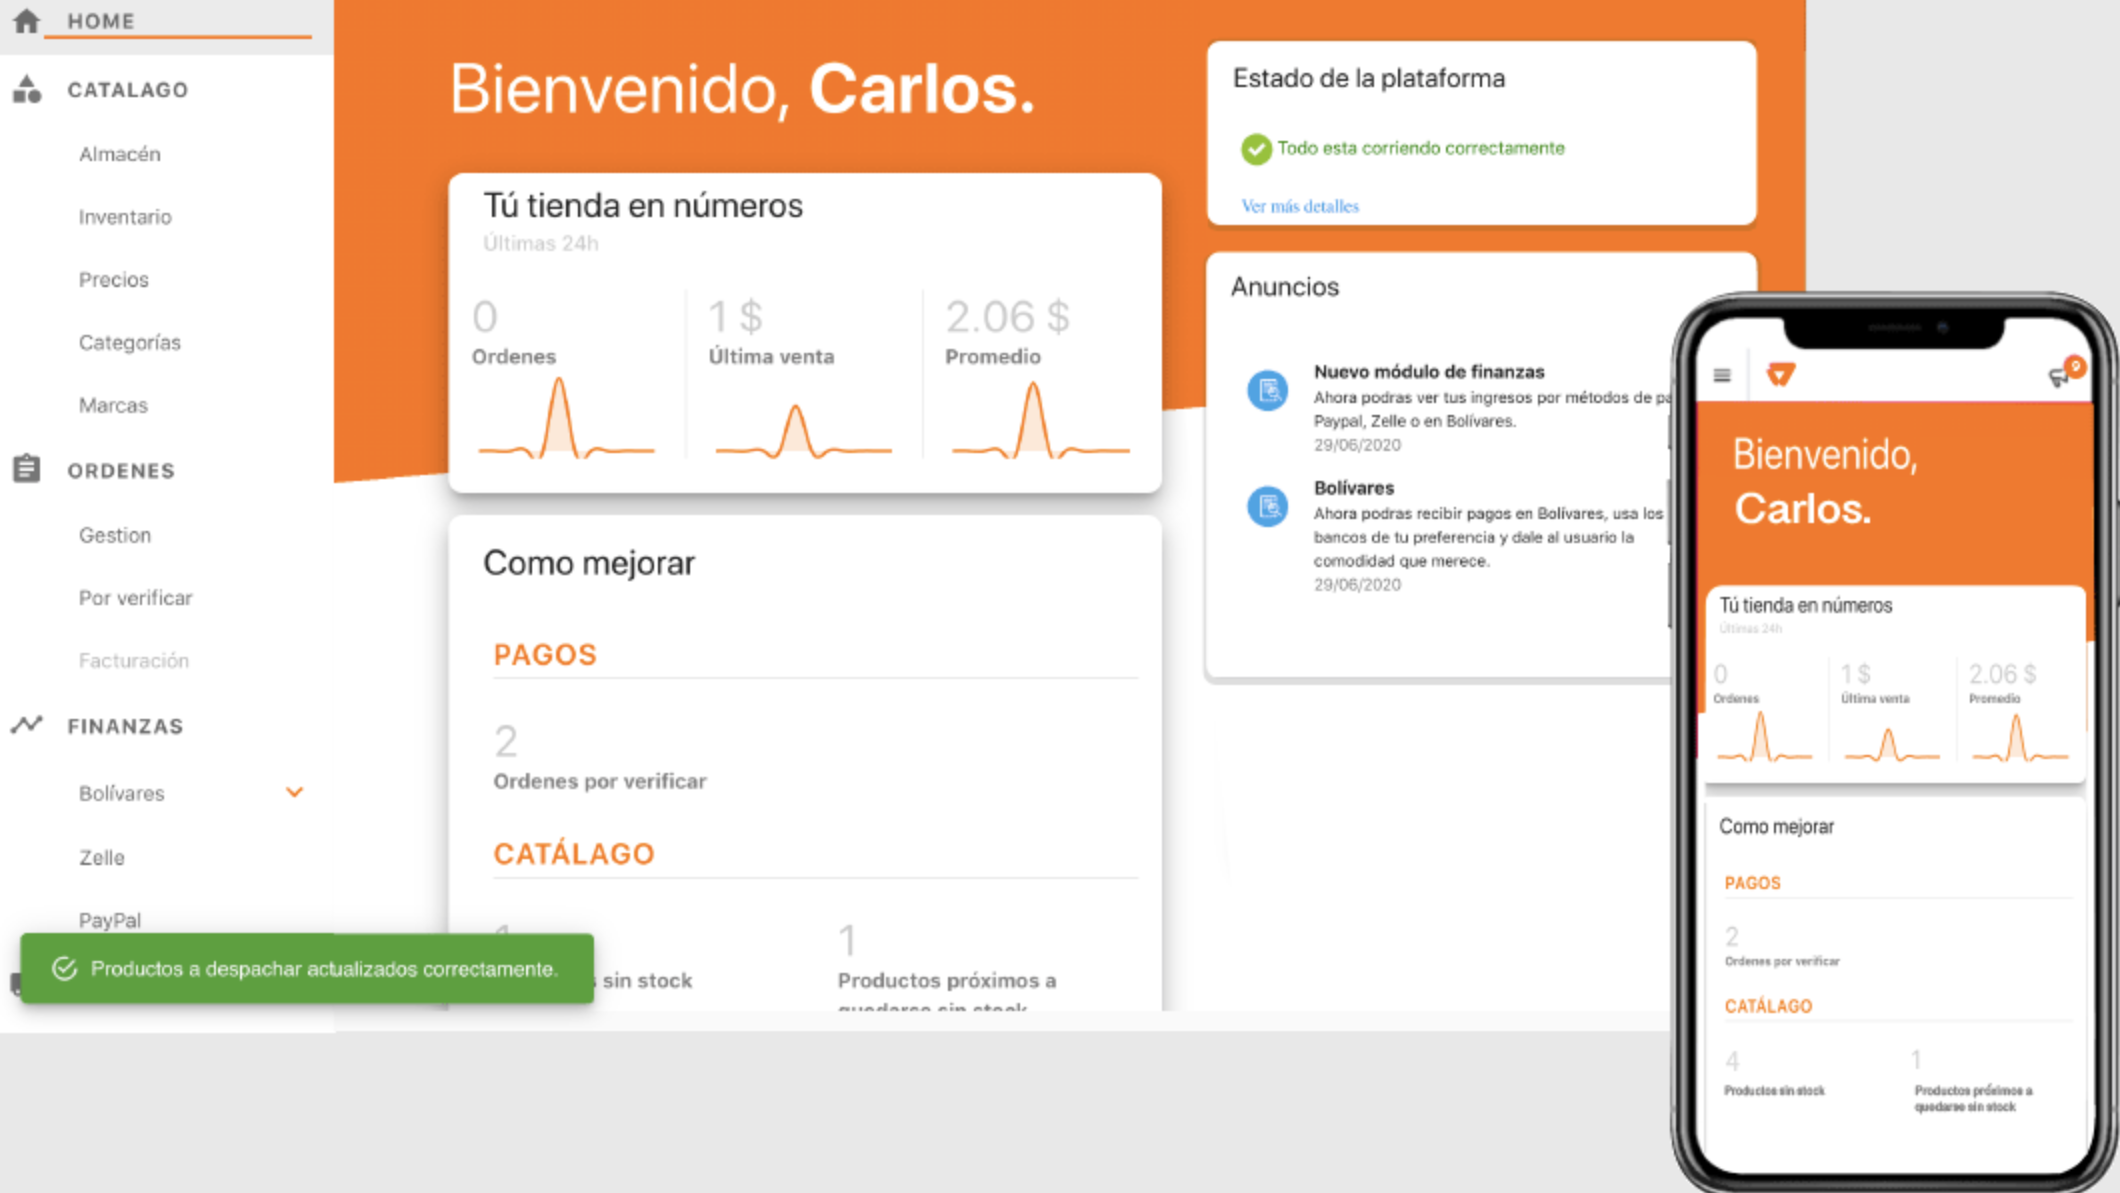 HOME
CATALAGO
Almacén
Inventario
Precios
Categorías
Marcas
ORDENES
Gestion
Por verificar
Facturación
FINANZAS
Bolívares
Zelle
PayPal
Productos a despachar actualizados correctamente.
Bienvenido, Carlos.
Tú tienda en números
Últimas 24h
0
Ordenes
1 $
Última venta
2.06 $
Promedio
Como mejorar
PAGOS
2
Ordenes por verificar
CATÁLAGO
sin stock
1
Productos próximos a
quedarse sin stock
Estado de la plataforma
Todo esta corriendo correctamente
Ver más detalles
Anuncios
Nuevo módulo de finanzas
Ahora podras ver tus ingresos por métodos de
Paypal, Zelle o en Bolívares.
29/06/2020
Bolívares
Ahora podras recibir pagos en Bolívares, usa los
bancos de tu preferencia y dale al usuario la
comodidad que merece.
29/06/2020
9
Bienvenido,
Carlos.
Tú tienda en números
Últimas 24h
0
Ordenes
1 $
Última venta
2.06 $
Promedio
Como mejorar
PAGOS
2
Ordenes por verificar
CATÁLAGO
4
Productos sin stock
1
Productos próximos a
quedarse sin stock